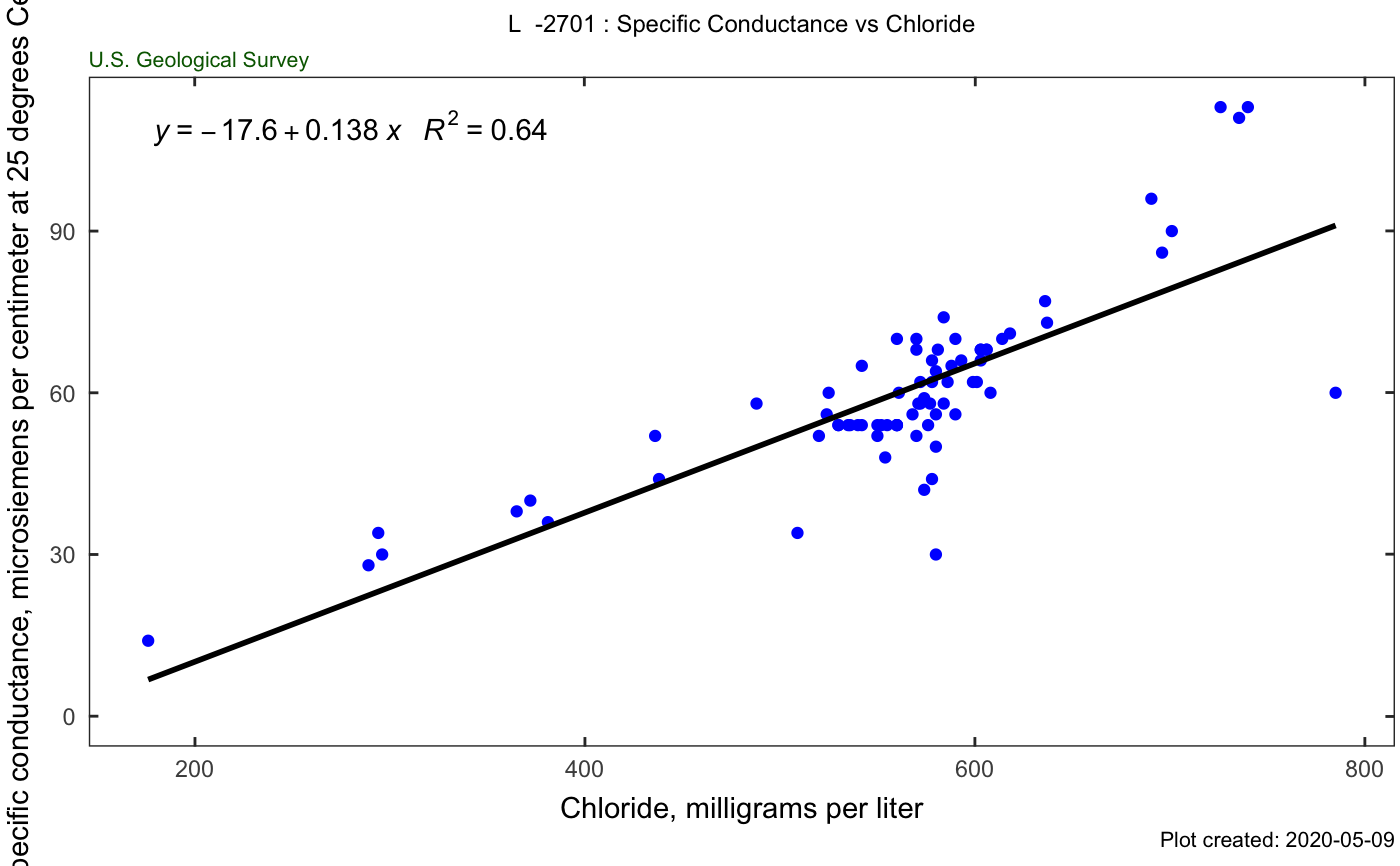 L -2701 : Specific Conductance vs Chloride
U.S. Geological Survey
y = − 17.6 + 0.138 x R² = 0.64
conductance, microsiemens per centimeter at 25 degrees
90
60
30
0
200 400 600 800
Chloride, milligrams per liter
Plot created: 2020-05-09